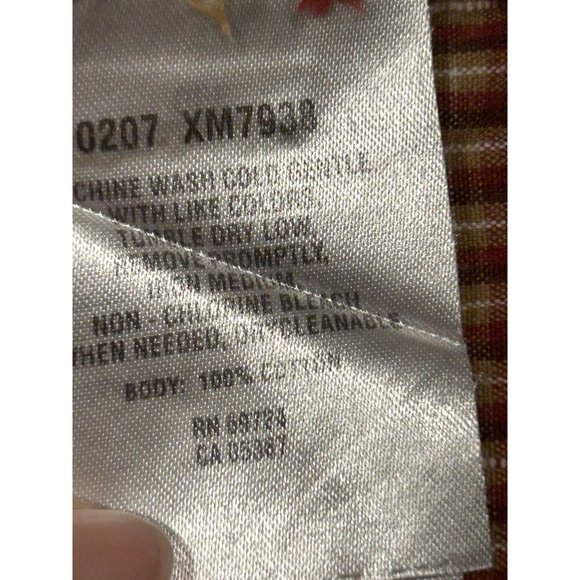 0207 XM7938
CHINE WASH COLD GENTLE,
WITH LIKE COLORS,
TUMBLE DRY LOW,
REMOVE PROMPTLY,
IRON MEDIUM,
NON - CHLORINE BLEACH
WHEN NEEDED, DRYCLEANABLE
BODY: 100% COTTON
RN
CA 05367